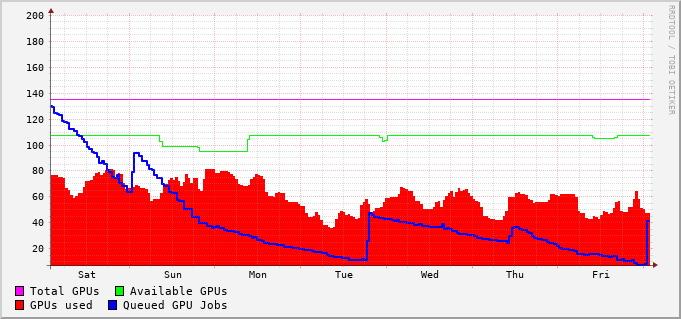 200
180
160
140
120
100
80
60
40
20
Sat Sun Mon Tue Wed Thu Fri
Total GPUs Available GPUs
GPUs used Queued GPU Jobs
RRDTOOL / TOBI OETIKER